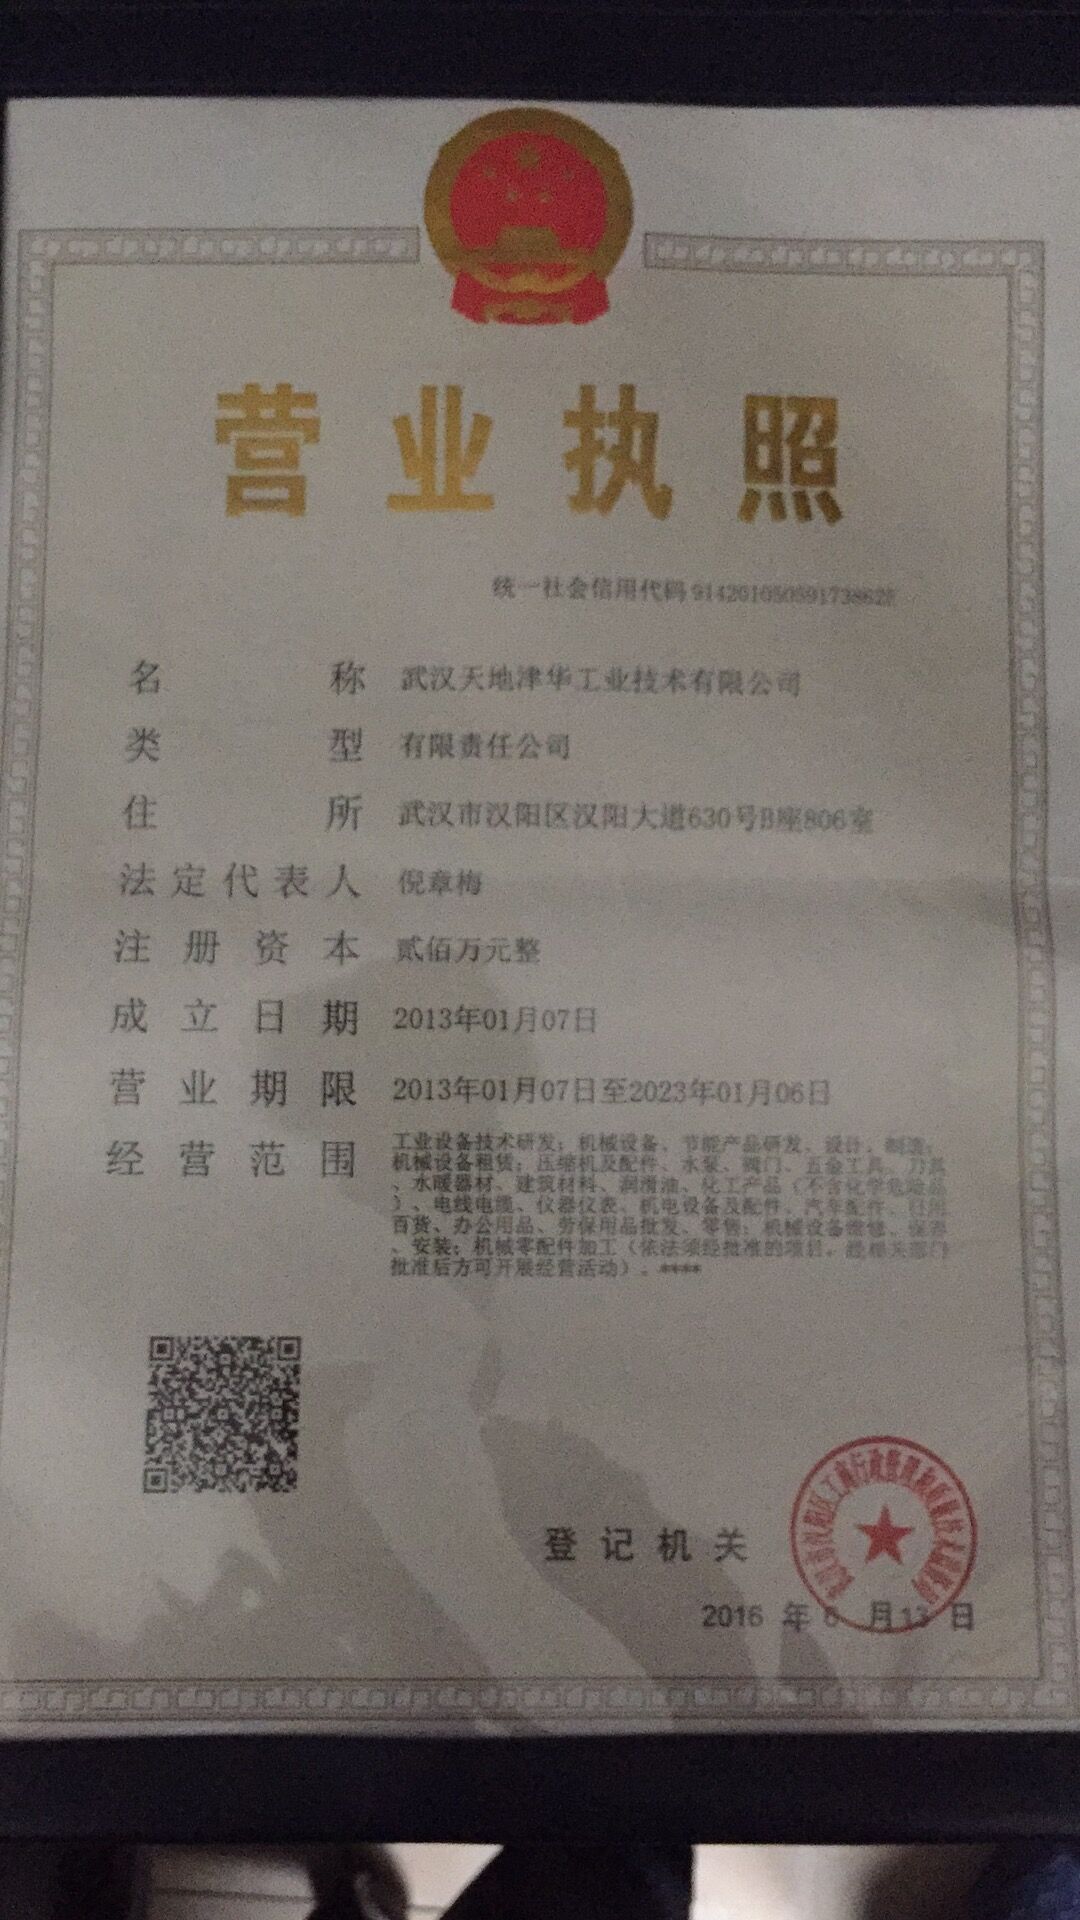 营业执照
统一社会信用代码
名称 武汉天地津华工业技术有限公司
类型 有限责任公司
住所 武汉市汉阳区汉阳大道630号B座806室
法定代表人 倪章梅
注册资本 贰佰万元整
成立日期 2013年01月07日
营业期限 2013年01月07日至2023年01月06日
经营范围 工业设备技术研发；机械设备、节能产品研发、设计、制造；
机械设备租赁；压缩机及配件、水泵、阀门、五金工具、刀具
、水暖器材、建筑材料、润滑油、化工产品（不含化学危险品
）、电线电缆、仪器仪表、机电设备及配件、汽车配件、日用
百货、办公用品、劳保用品批发、零售；机械设备维修、保养
、安装；机械零配件加工（依法须经批准的项目，经相关部门
批准后方可开展经营活动）。****
登记机关
2016年6月13日